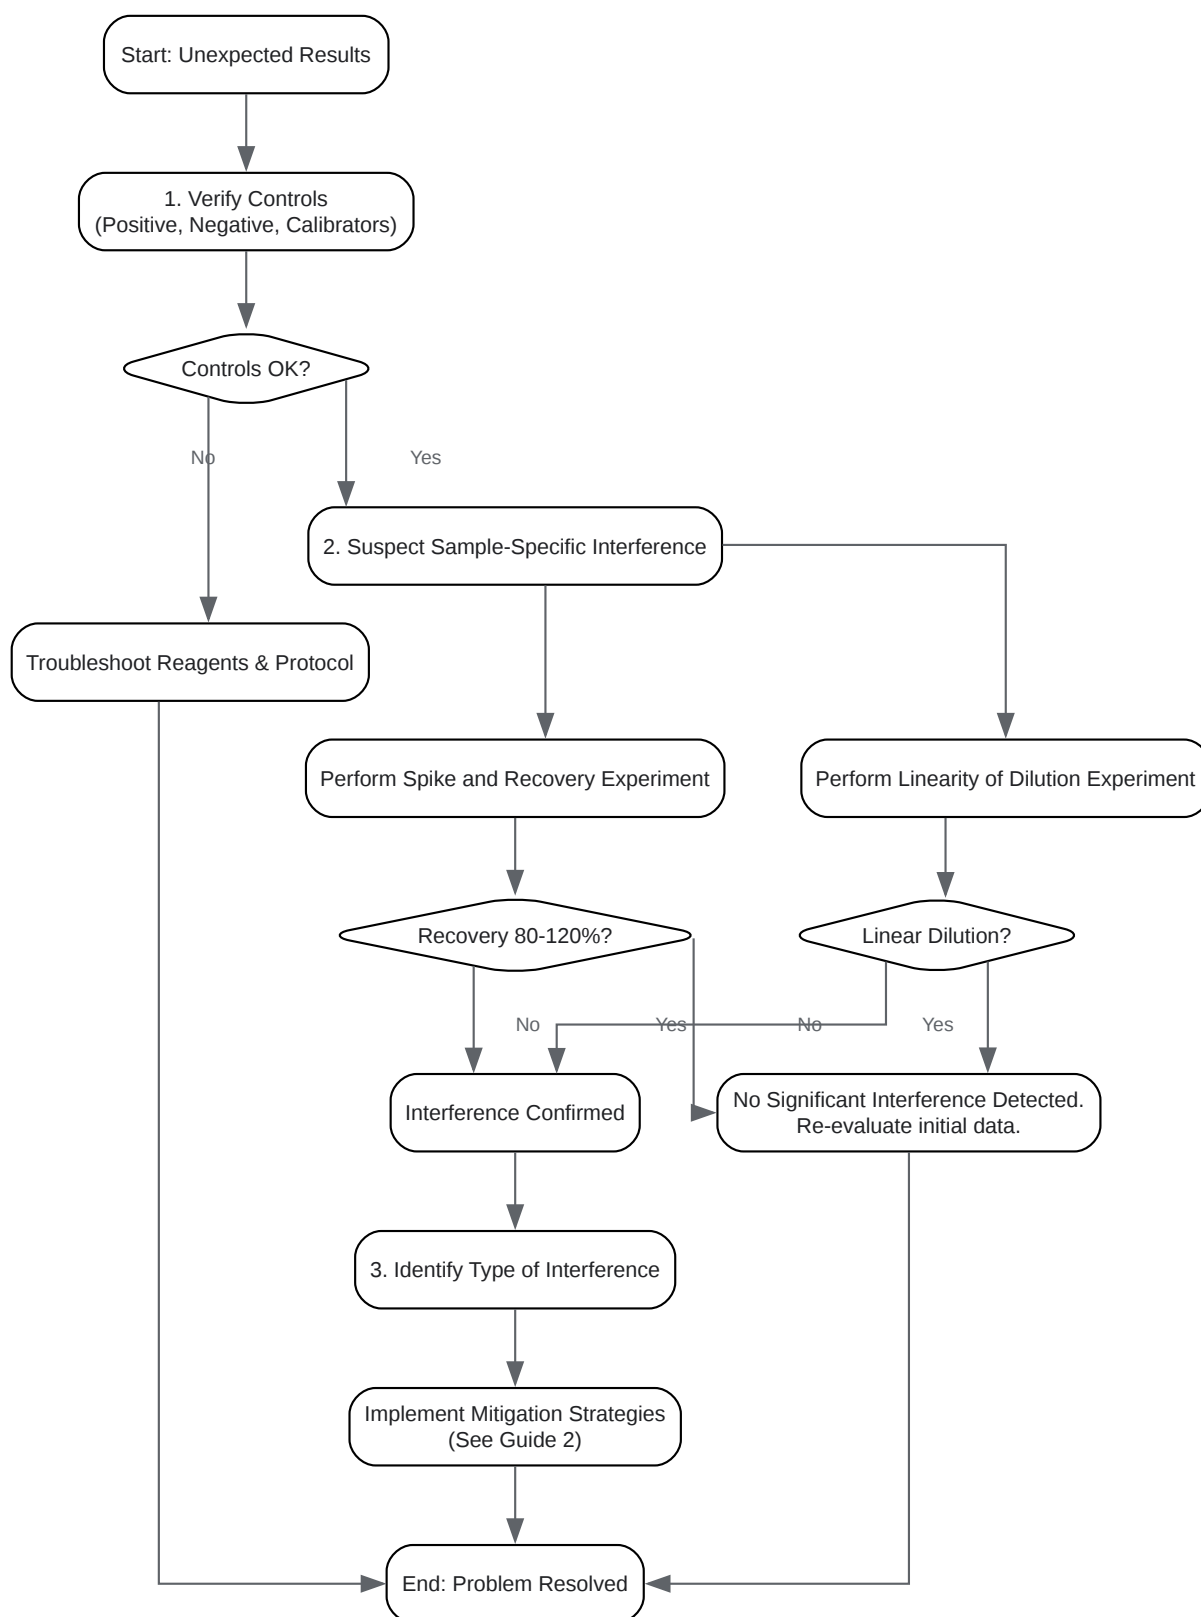 Start: Unexpected Results
1. Verify Controls
(Positive, Negative, Calibrators)
Controls OK?
No
Yes
2. Suspect Sample-Specific Interference
Troubleshoot Reagents & Protocol
Perform Spike and Recovery Experiment
Perform Linearity of Dilution Experiment
Recovery 80-120%?
Linear Dilution?
No
Yes
No
Yes
Interference Confirmed
No Significant Interference Detected.
Re-evaluate initial data.
3. Identify Type of Interference
Implement Mitigation Strategies
(See Guide 2)
End: Problem Resolved